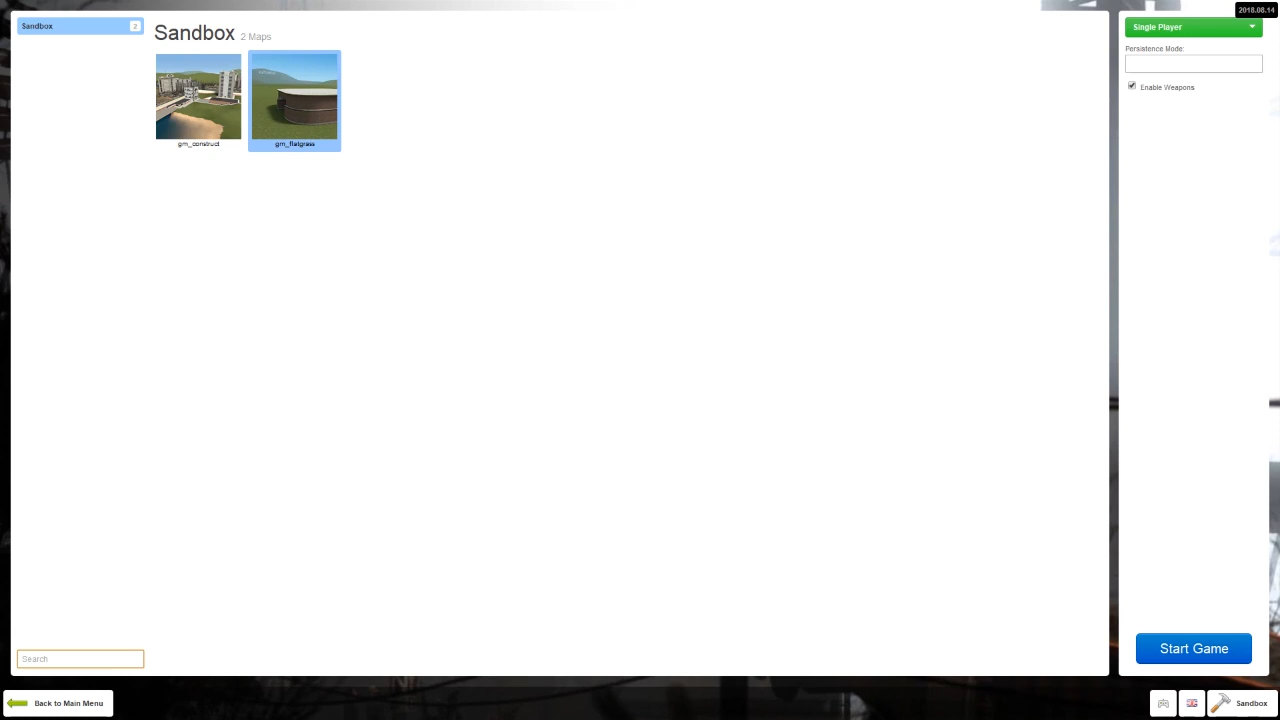 2018.08.14
Sandbox 2
Sandbox 2 Maps
gm_construct
gm_flatgrass
Single Player
Persistence Mode:
Enable Weapons
Search
Start Game
Back to Main Menu
Sandbox